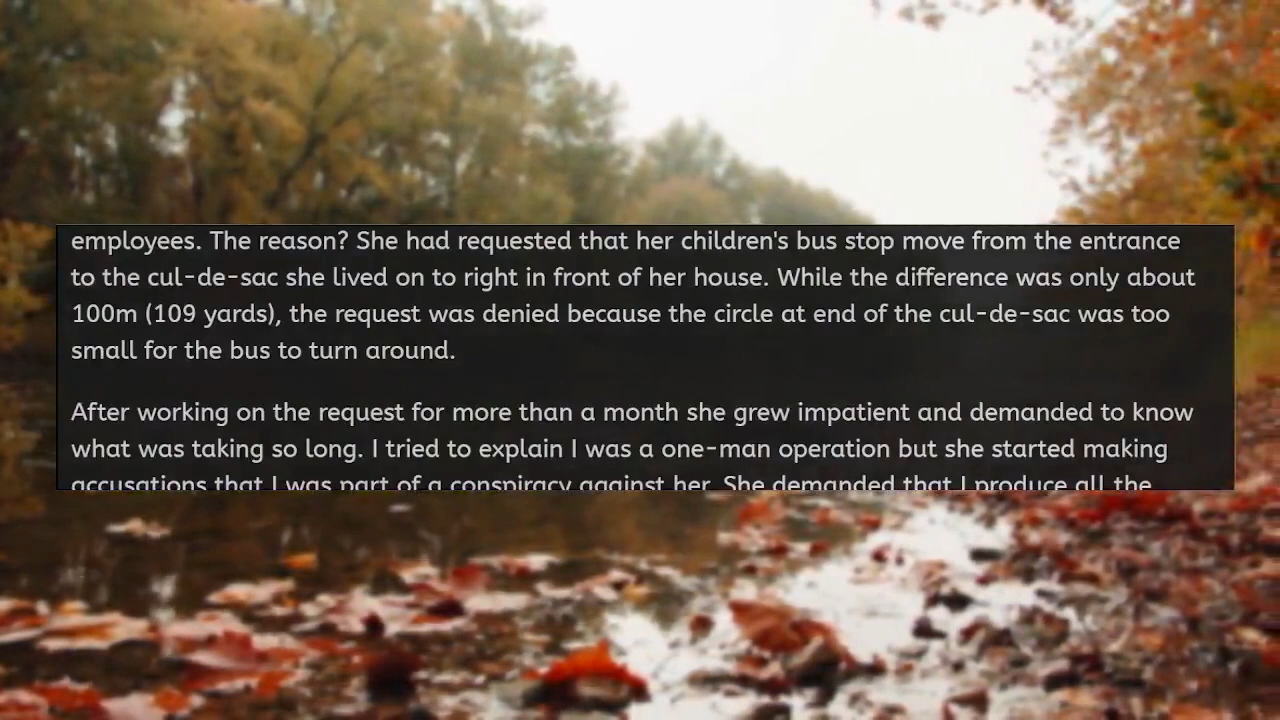 employees. The reason? She had requested that her children's bus stop move from the entrance
to the cul-de-sac she lived on to right in front of her house. While the difference was only about
100m (109 yards), the request was denied because the circle at end of the cul-de-sac was too
small for the bus to turn around.
After working on the request for more than a month she grew impatient and demanded to know
what was taking so long. I tried to explain I was a one-man operation but she started making
accusations that I was part of a conspiracy against her. She demanded that I produce all the